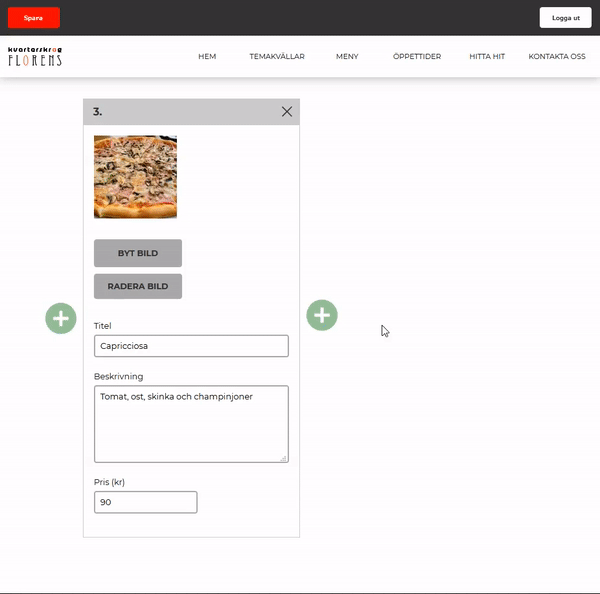 Spara
Logga ut
kvarterskrog
FLORENS
HEM
TEMAKVÄLLAR
MENY
ÖPPETTIDER
HITTA HIT
KONTAKTA OSS
3.
BYT BILD
RADERA BILD
Titel
Capricciosa
Beskrivning
Tomat, ost, skinka och champinjoner
Pris (kr)
90